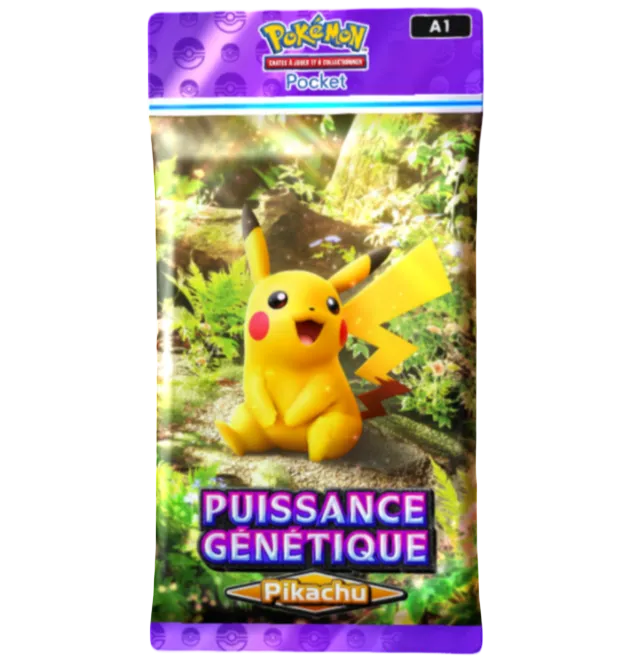 POKéMON
CARTES À JOUER ET À COLLECTIONNER
Pocket
A1
PUISSANCE
GÉNÉTIQUE
Pikachu